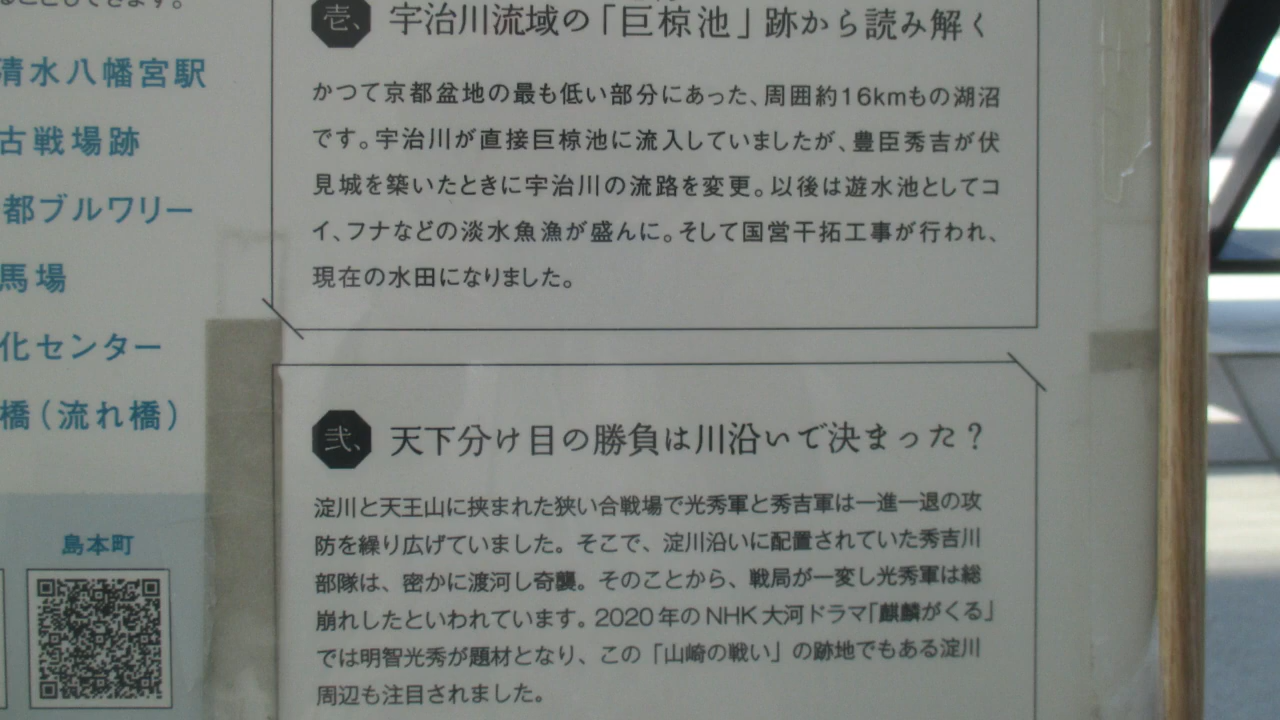 ることもできます。
清水八幡宮駅
古戦場跡
都ブルワリー
馬場
化センター
橋(流れ橋)
島本町
壱、宇治川流域の「巨椋池」跡から読み解く
かつて京都盆地の最も低い部分にあった、周囲約16kmもの湖沼
です。宇治川が直接巨椋池に流入していましたが、豊臣秀吉が伏
見城を築いたときに宇治川の流路を変更。以後は遊水池としてコ
イ、フナなどの淡水魚漁が盛んに。そして国営干拓工事が行われ、
現在の水田になりました。
弐、天下分け目の勝負は川沿いで決まった?
淀川と天王山に挟まれた狭い合戦場で光秀軍と秀吉軍は一進一退の攻
防を繰り広げていました。そこで、淀川沿いに配置されていた秀吉川
部隊は、密かに渡河し奇襲。そのことから、戦局が一変し光秀軍は総
崩れしたといわれています。2020年のNHK大河ドラマ「麒麟がくる」
では明智光秀が題材となり、この「山崎の戦い」の跡地でもある淀川
周辺も注目されました。